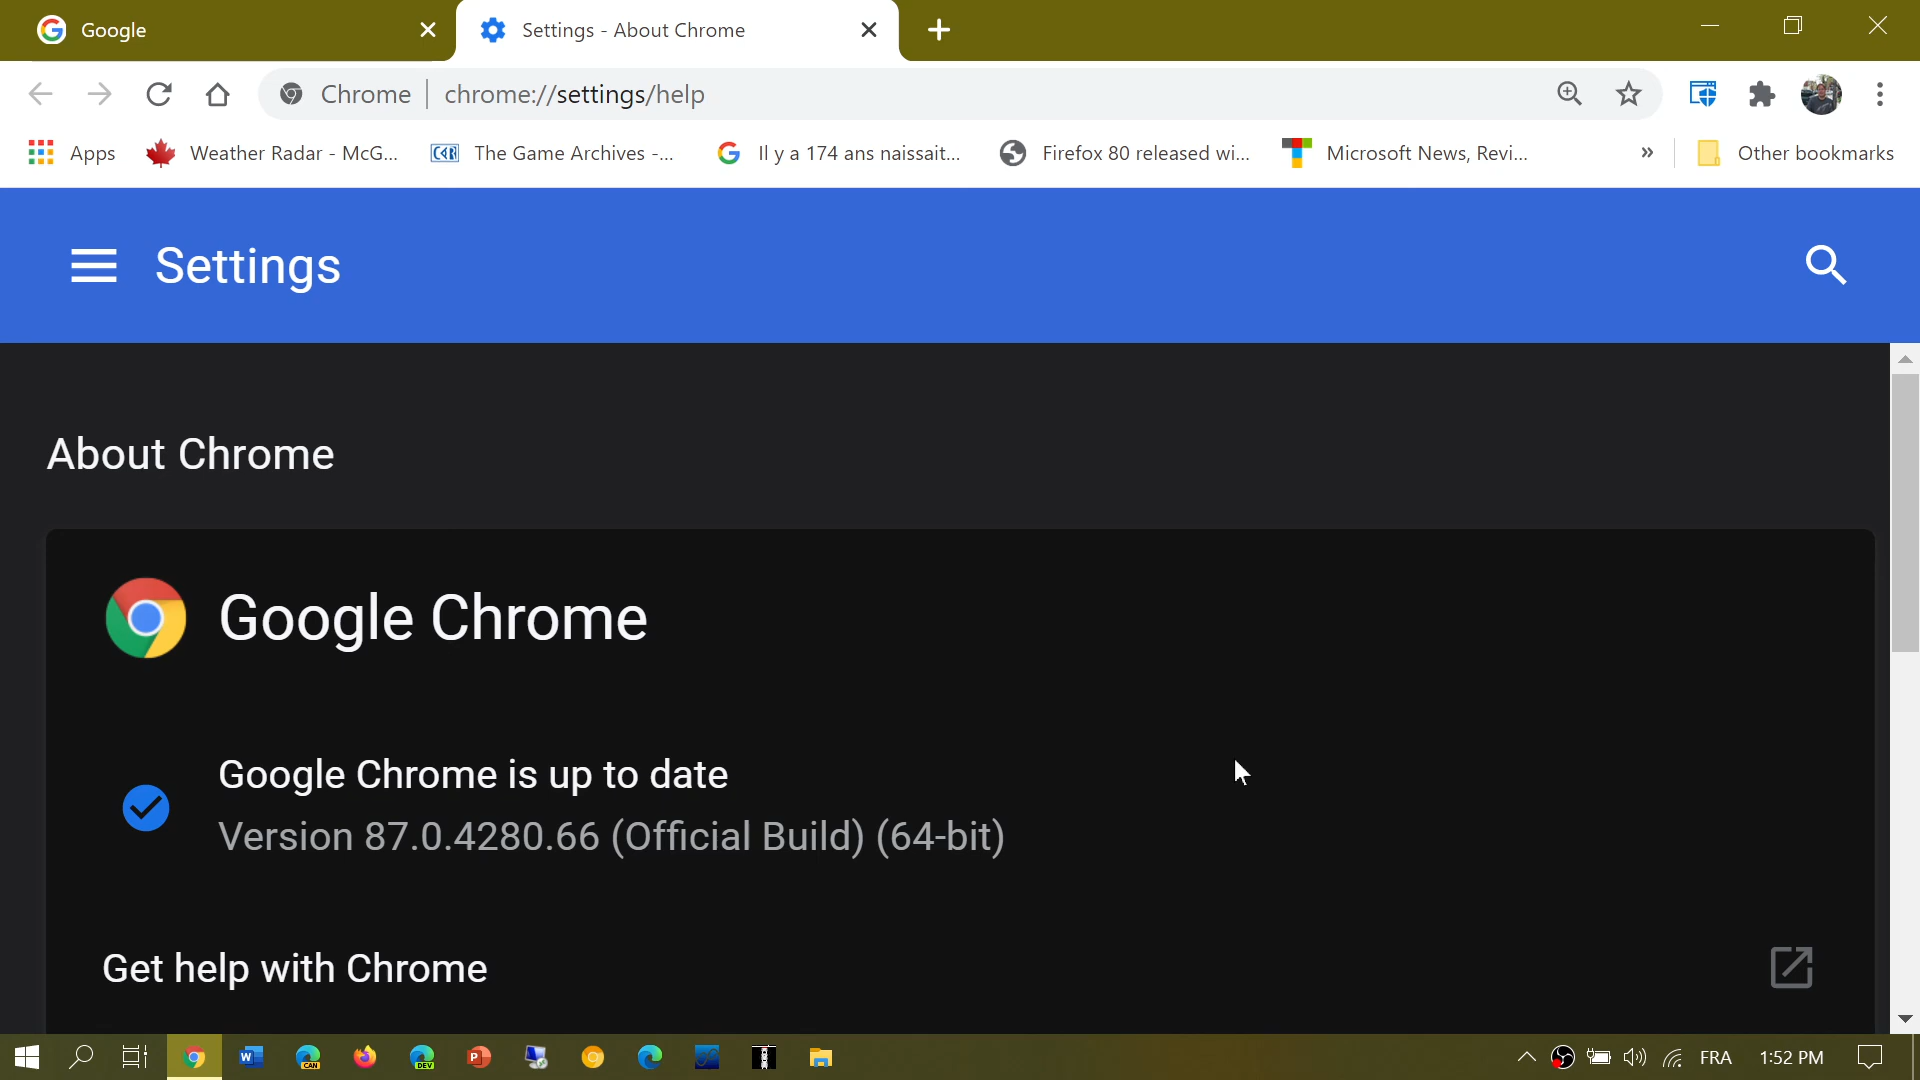 Google
Settings - About Chrome
Chrome
chrome://settings/help
Apps
Weather Radar - McG...
The Game Archives -...
Il y a 174 ans naissait...
Firefox 80 released wi...
Microsoft News, Revi...
»
Other bookmarks
Settings
About Chrome
Google Chrome
Google Chrome is up to date
Version 87.0.4280.66 (Official Build) (64-bit)
Get help with Chrome
CAN
DEV
FRA
1:52 PM